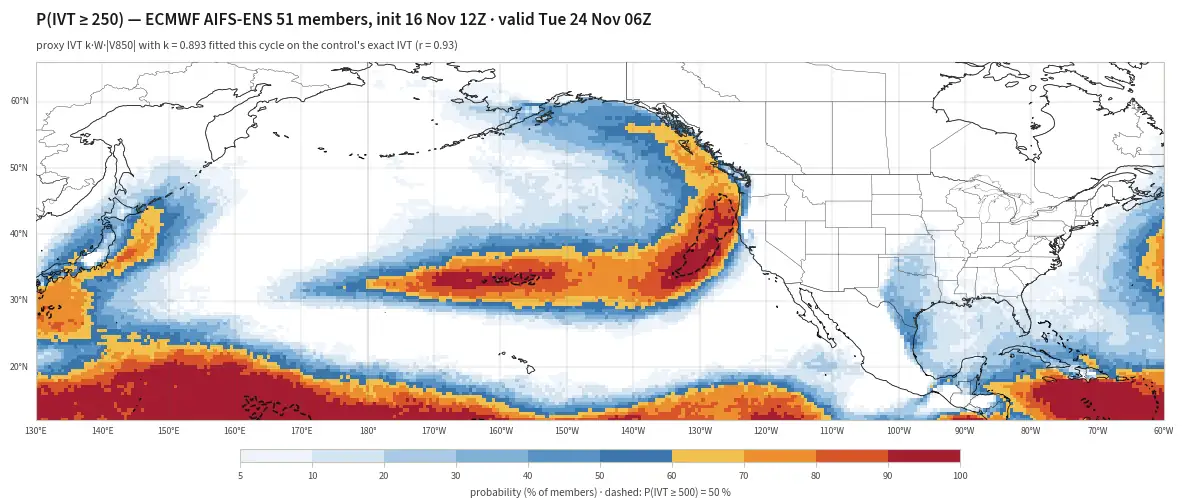 P(IVT ≥ 250) — ECMWF AIFS-ENS 51 members, init 16 Nov 12Z · valid Tue 24 Nov 06Z
proxy IVT k·W·|V850| with k = 0.893 fitted this cycle on the control's exact IVT (r = 0.93)
60°N
50°N
40°N
30°N
20°N
130°E 140°E 150°E 160°E 170°E 180° 170°W 160°W 150°W 140°W 130°W 120°W 110°W 100°W 90°W 80°W 70°W 60°W
5 10 20 30 40 50 60 70 80 90 100
probability (% of members) · dashed: P(IVT ≥ 500) = 50 %